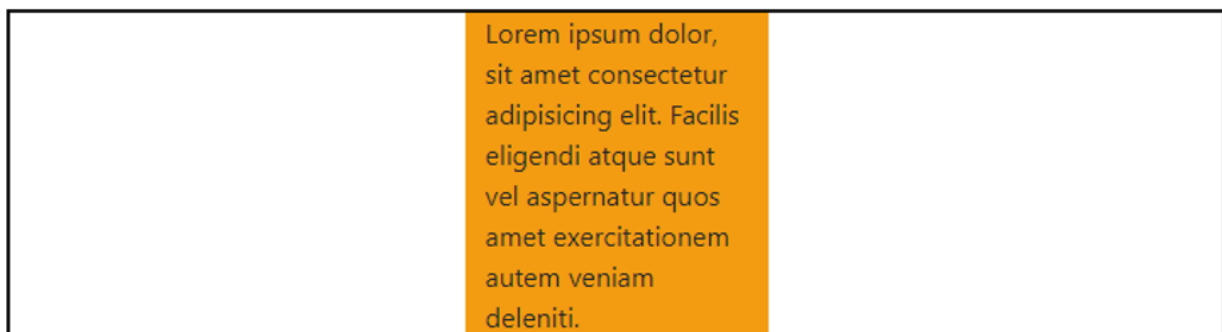 Lorem ipsum dolor,
sit amet consectetur
adipisicing elit. Facilis
eligendi atque sunt
vel aspernatur quos
amet exercitationem
autem veniam
deleniti.